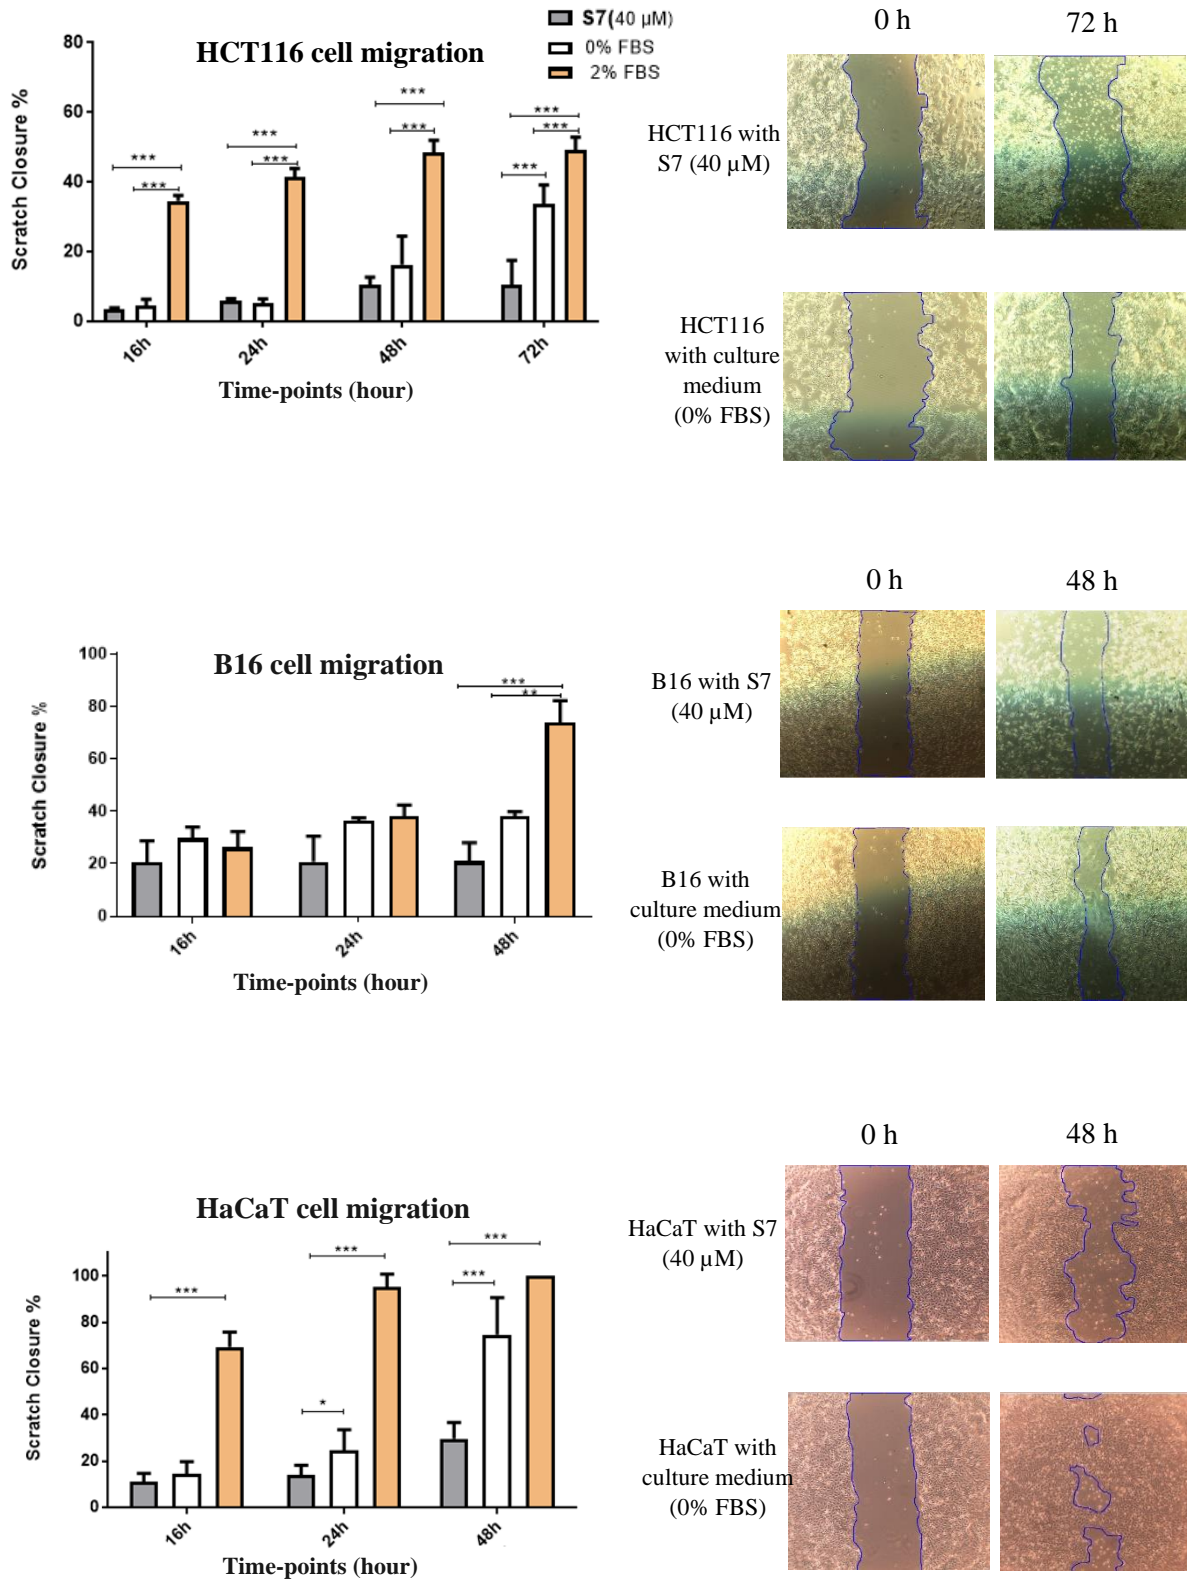 S7(40 µM)
0% FBS
2% FBS
HCT116 cell migration
Scratch Closure %
80
60
40
20
0
***
***
***
***
***
***
***
***
***
16h
24h
48h
72h
Time-points (hour)
0 h
72 h
HCT116 with
S7 (40 µM)
HCT116
with culture
medium
(0% FBS)
B16 cell migration
Scratch Closure %
100
80
60
40
20
0
***
**
16h
24h
48h
Time-points (hour)
0 h
48 h
B16 with S7
(40 µM)
B16 with
culture medium
(0% FBS)
HaCaT cell migration
Scratch Closure %
100
80
60
40
20
0
***
***
*
***
***
16h
24h
48h
Time-points (hour)
0 h
48 h
HaCaT with S7
(40 µM)
HaCaT with
culture medium
(0% FBS)